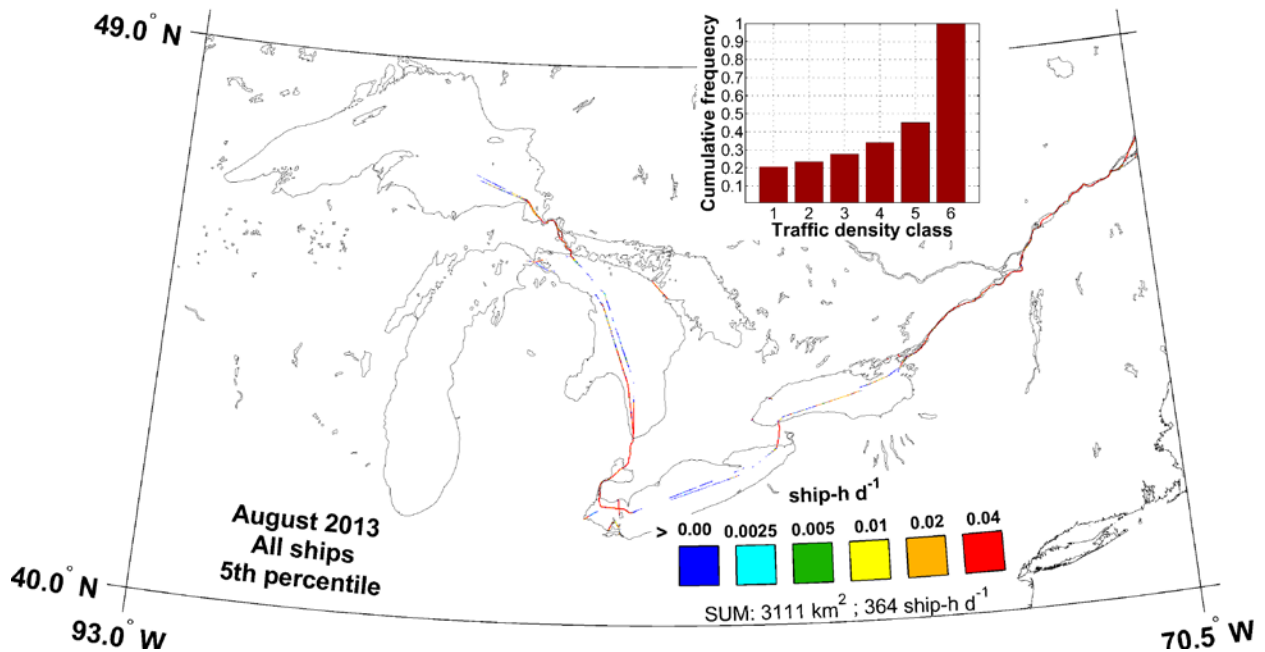 49.0° N
Cumulative frequency
1
0.9
0.8
0.7
0.6
0.5
0.4
0.3
0.2
0.1
1 2 3 4 5 6
Traffic density class
August 2013
All ships
5th percentile
ship-h d⁻¹
> 0.00 0.0025 0.005 0.01 0.02 0.04
SUM: 3111 km² ; 364 ship-h d⁻¹
40.0° N
93.0° W
70.5° W